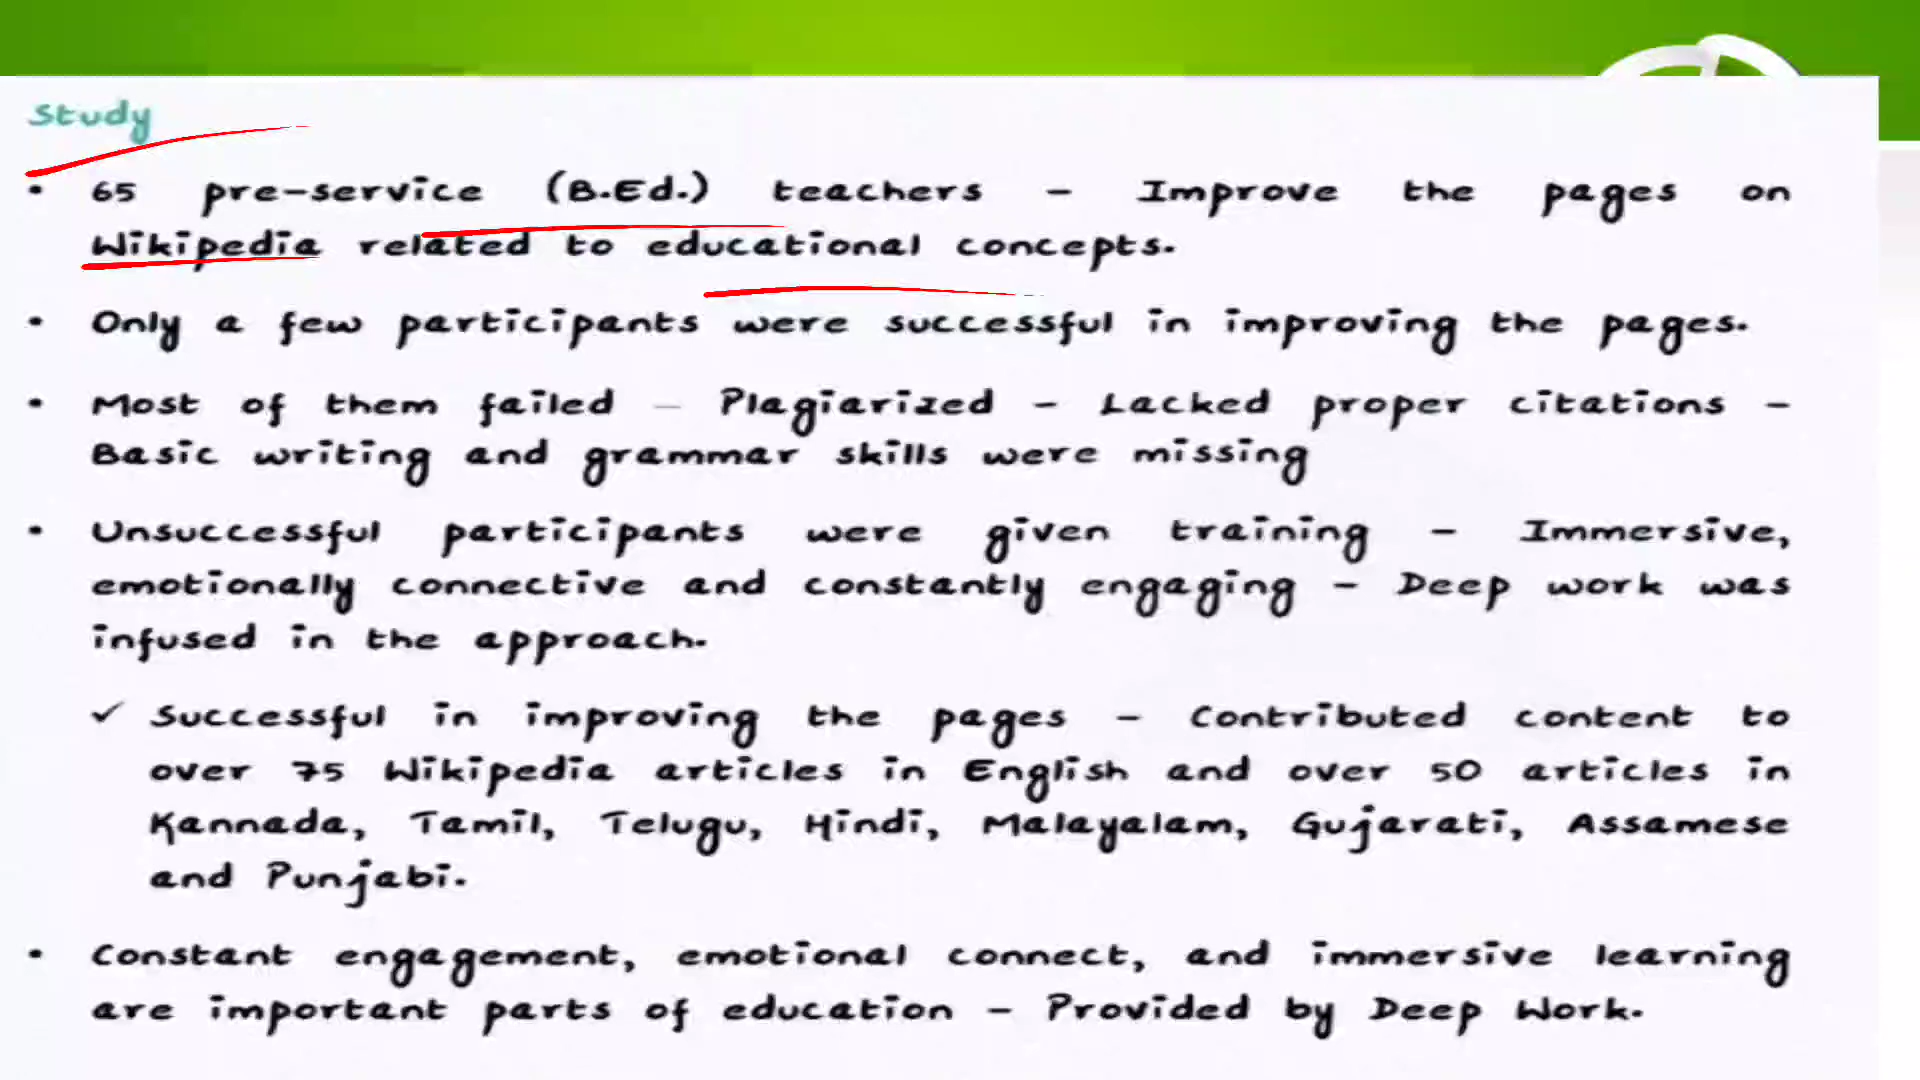 Study
• 65 pre-service (B.Ed.) teachers – Improve the pages on
Wikipedia related to educational concepts.
• Only a few participants were successful in improving the pages.
• Most of them failed – Plagiarized – Lacked proper citations –
Basic writing and grammar skills were missing
• Unsuccessful participants were given training – Immersive,
emotionally connective and constantly engaging – Deep work was
infused in the approach.
✓ Successful in improving the pages – Contributed content to
over 75 Wikipedia articles in English and over 50 articles in
Kannada, Tamil, Telugu, Hindi, Malayalam, Gujarati, Assamese
and Punjabi.
• Constant engagement, emotional connect, and immersive learning
are important parts of education – Provided by Deep Work.